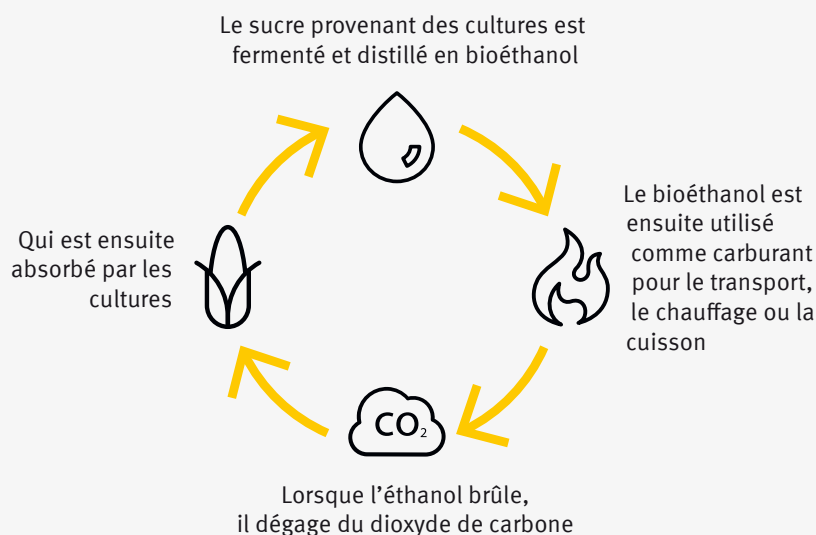 Le sucre provenant des cultures est
fermenté et distillé en bioéthanol
Le bioéthanol est
ensuite utilisé
comme carburant
pour le transport,
le chauffage ou la
cuisson
Qui est ensuite
absorbé par les
cultures
CO₂
Lorsque l’éthanol brûle,
il dégage du dioxyde de carbone